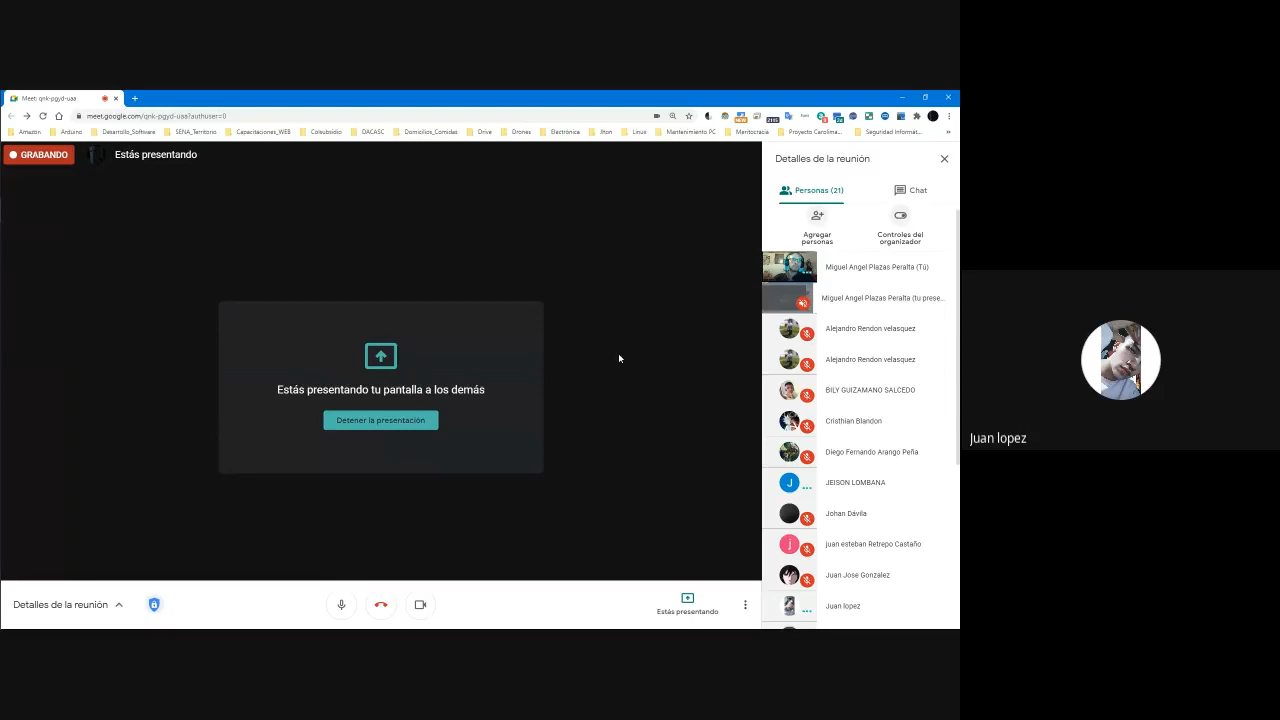 Meet: qnk-pgyd-uaa
meet.google.com/qnk-pgyd-uaa?authuser=0
Amazon Arduino Desarrollo_Software SENA_Territorio Capacitaciones_WEB Colsubsidio DACASC Domicilios_Comidas Drive Drones Electrónica Jiton Linux Mantenimiento PC Meritocracia Proyecto Carolina... Seguridad Informát...
GRABANDO
Estás presentando
Detalles de la reunión
Personas (21)
Chat
Agregar personas
Controles del organizador
Miguel Angel Plazas Peralta (Tú)
Miguel Angel Plazas Peralta (tu prese...
Alejandro Rendon velasquez
Alejandro Rendon velasquez
BILY GUIZAMANO SALCEDO
Cristhian Blandon
Diego Fernando Arango Peña
J
JEISON LOMBANA
Johan Dávila
j
juan esteban Retrepo Castaño
Juan Jose Gonzalez
Juan lopez
Estás presentando tu pantalla a los demás
Detener la presentación
Detalles de la reunión
Estás presentando
Juan lopez